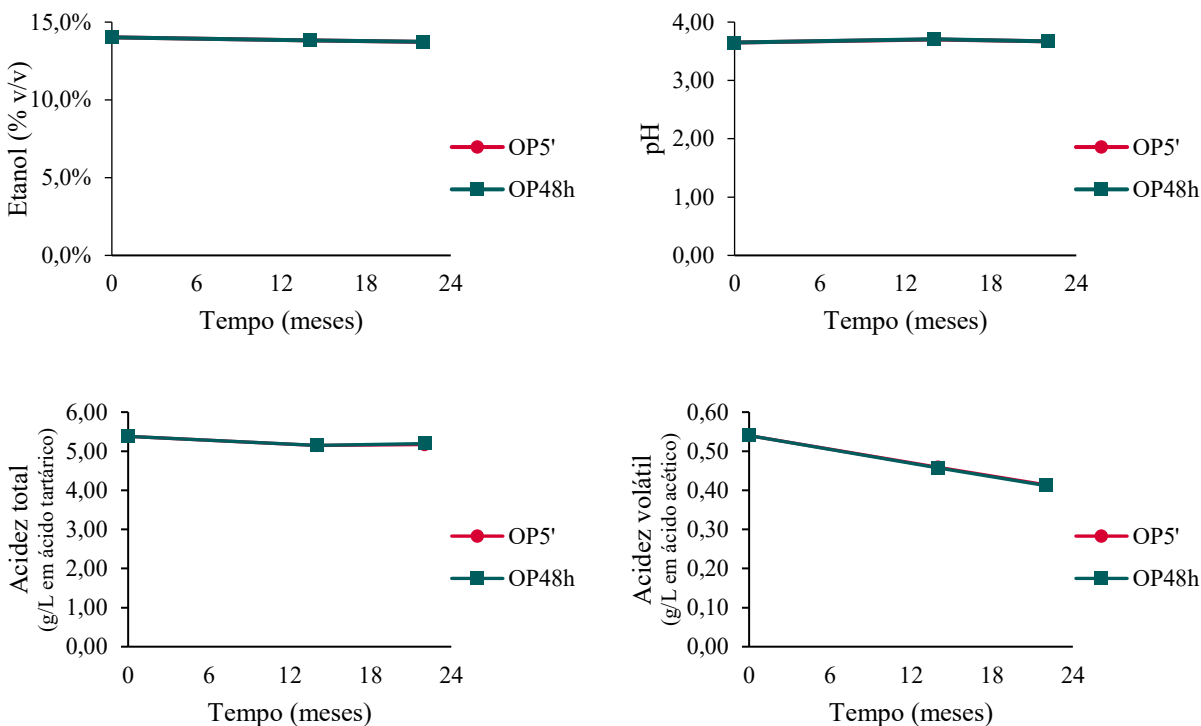 15,0%
10,0%
5,0%
0,0%
Etanol (% v/v)
0 6 12 18 24
Tempo (meses)
OP5'
OP48h
4,00
3,00
2,00
1,00
0,00
pH
0 6 12 18 24
Tempo (meses)
OP5'
OP48h
6,00
5,00
4,00
3,00
2,00
1,00
0,00
Acidez total
(g/L em ácido tartárico)
0 6 12 18 24
Tempo (meses)
OP5'
OP48h
0,60
0,50
0,40
0,30
0,20
0,10
0,00
Acidez volátil
(g/L em ácido acético)
0 6 12 18 24
Tempo (meses)
OP5'
OP48h